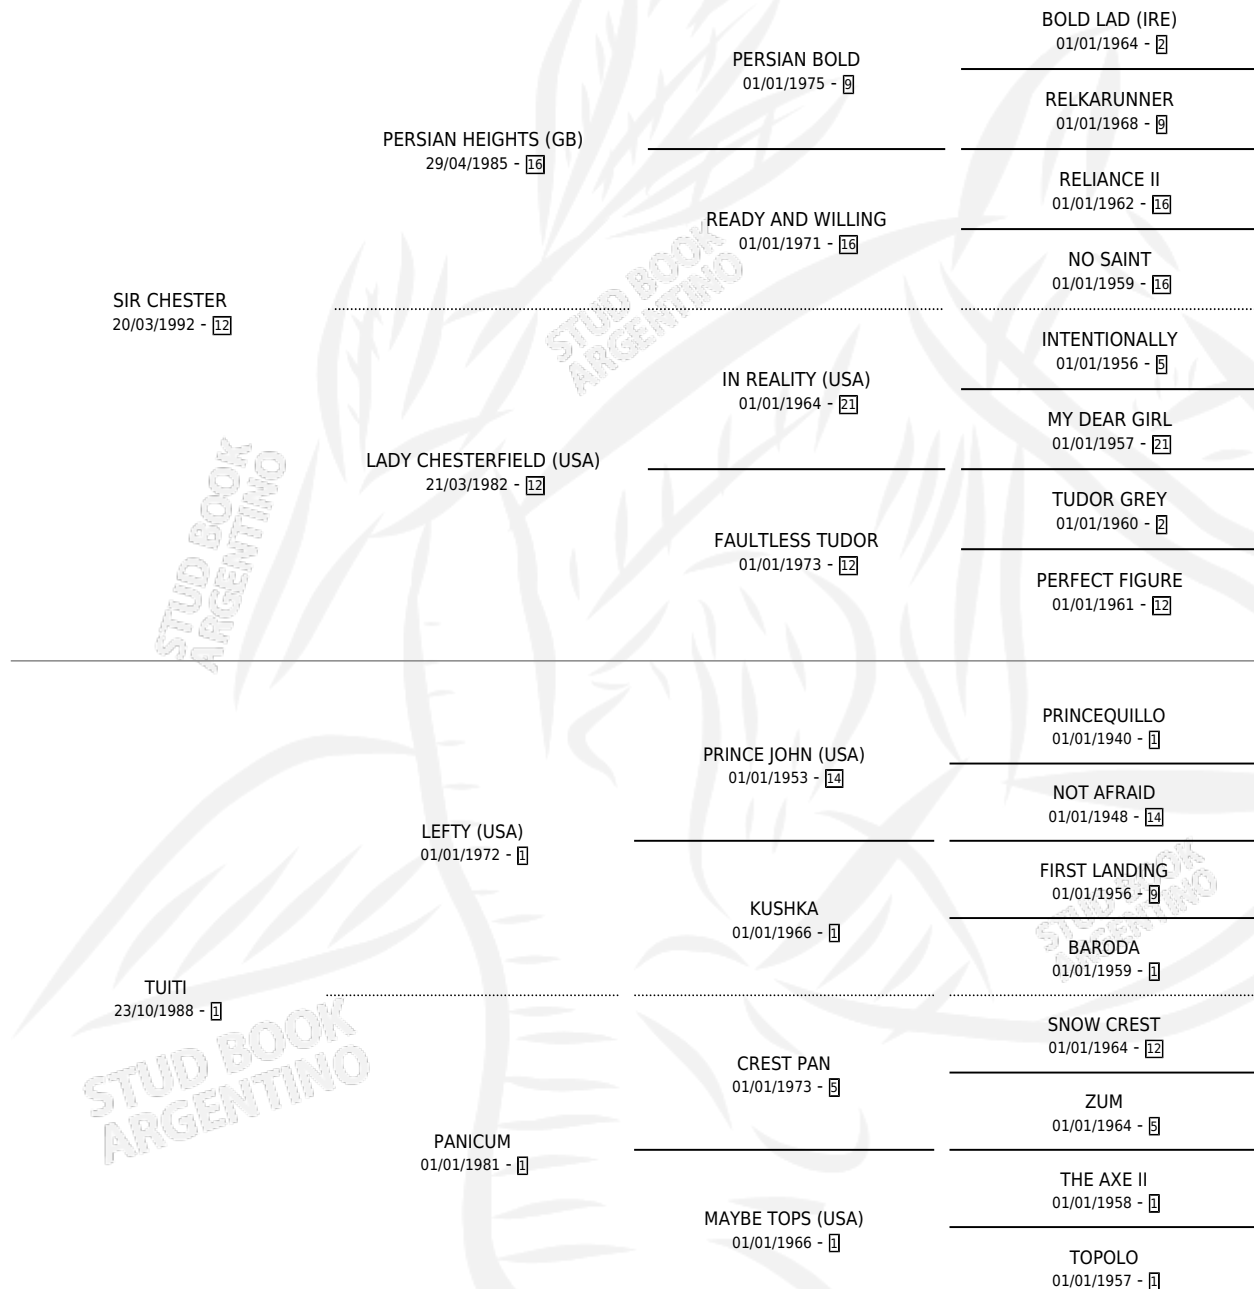 BOLD LAD (IRE)
01/01/1964 - 2
PERSIAN BOLD
01/01/1975 - 9
RELKARUNNER
01/01/1968 - 9
PERSIAN HEIGHTS (GB)
29/04/1985 - 16
RELIANCE II
01/01/1962 - 16
READY AND WILLING
01/01/1971 - 16
NO SAINT
01/01/1959 - 16
SIR CHESTER
20/03/1992 - 12
INTENTIONALLY
01/01/1956 - 5
IN REALITY (USA)
01/01/1964 - 21
MY DEAR GIRL
01/01/1957 - 21
LADY CHESTERFIELD (USA)
21/03/1982 - 12
TUDOR GREY
01/01/1960 - 2
FAULTLESS TUDOR
01/01/1973 - 12
PERFECT FIGURE
01/01/1961 - 12
PRINCEQUILLO
01/01/1940 - 1
PRINCE JOHN (USA)
01/01/1953 - 14
NOT AFRAID
01/01/1948 - 14
LEFTY (USA)
01/01/1972 - 1
FIRST LANDING
01/01/1956 - 9
KUSHKA
01/01/1966 - 1
BARODA
01/01/1959 - 1
TUITI
23/10/1988 - 1
SNOW CREST
01/01/1964 - 12
CREST PAN
01/01/1973 - 5
ZUM
01/01/1964 - 5
PANICUM
01/01/1981 - 1
THE AXE II
01/01/1958 - 1
MAYBE TOPS (USA)
01/01/1966 - 1
TOPOLO
01/01/1957 - 1
STUD BOOK
ARGENTINO
STUD BOOK
ARGENTINO
STUD BOOK
ARGENTINO
STUD BOOK
ARGENTINO